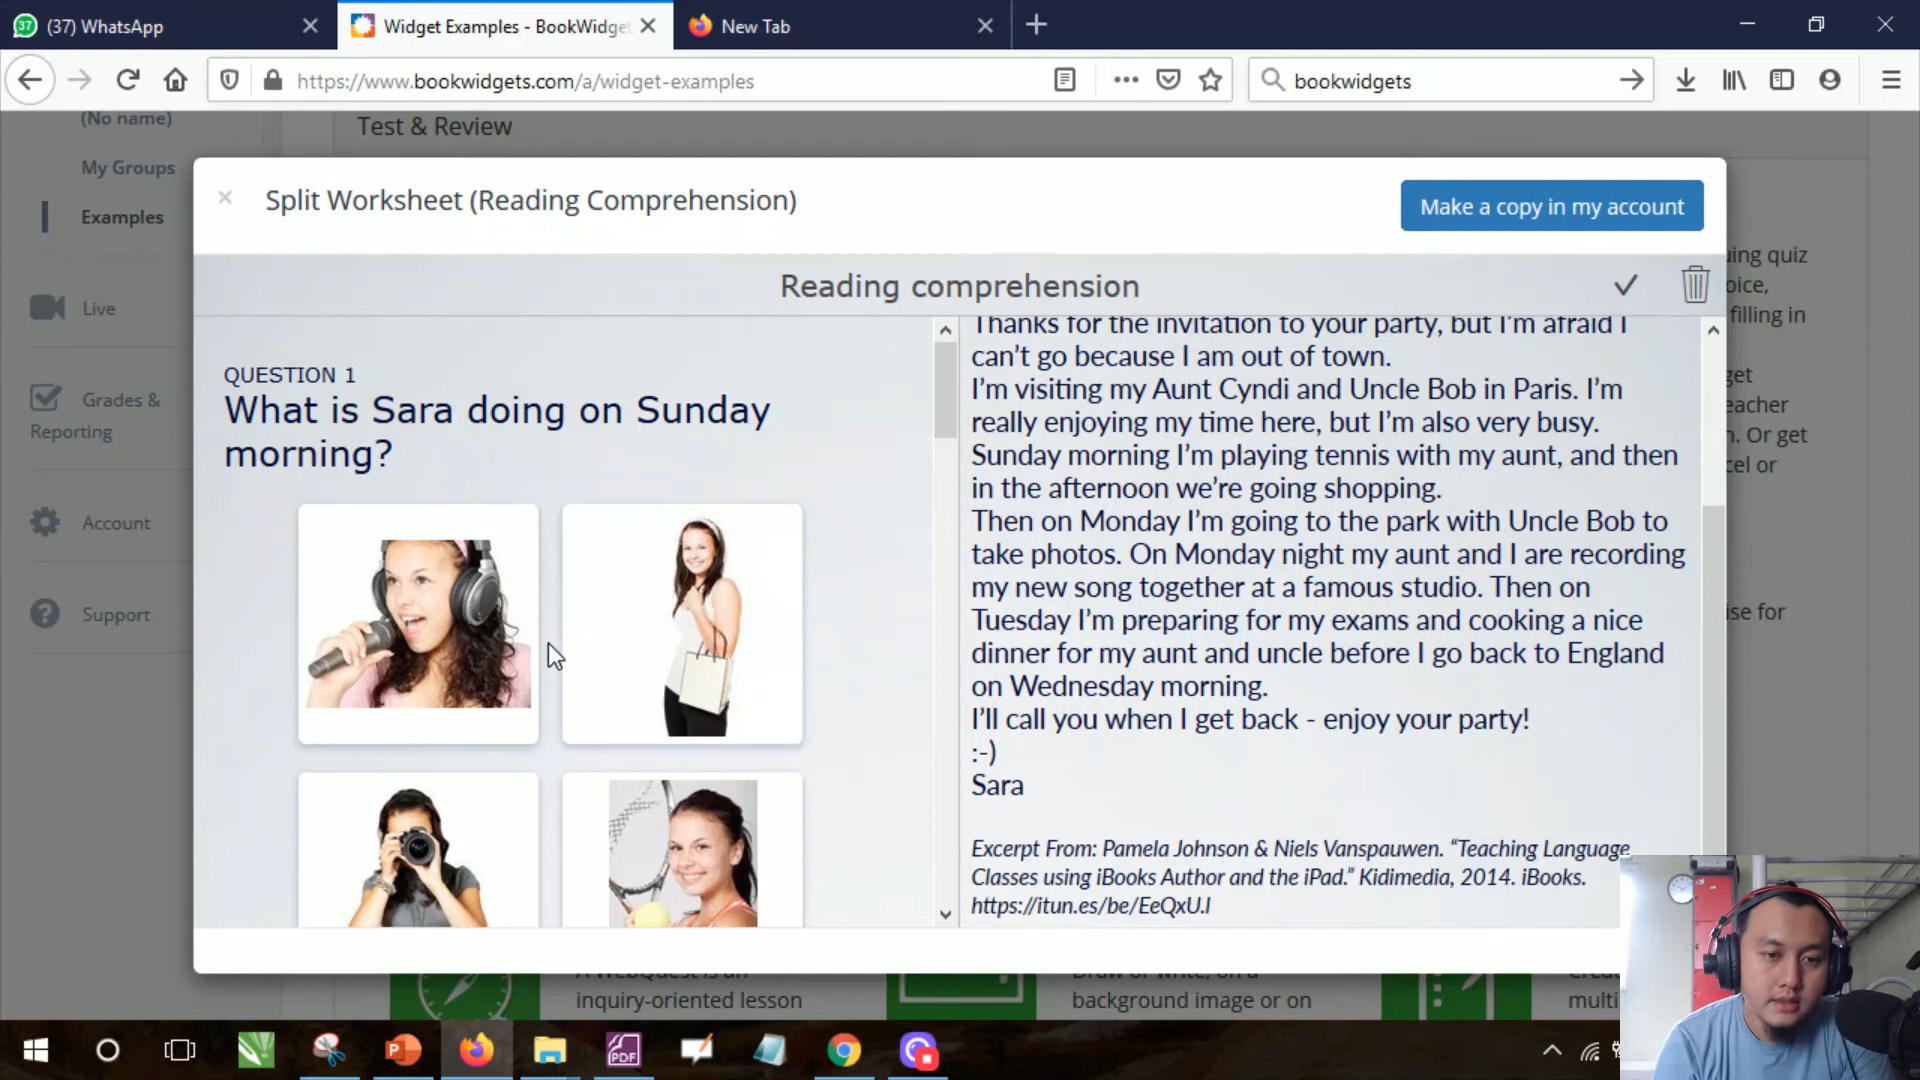 (37) WhatsApp
Widget Examples - BookWidge
New Tab
https://www.bookwidgets.com/a/widget-examples
bookwidgets
(No name)
My Groups
Examples
Live
Grades &
Reporting
Account
Support
Test & Review
Split Worksheet (Reading Comprehension)
Make a copy in my account
Reading comprehension
QUESTION 1
What is Sara doing on Sunday
morning?
Thanks for the invitation to your party, but I'm afraid I
can't go because I am out of town.
I'm visiting my Aunt Cyndi and Uncle Bob in Paris. I'm
really enjoying my time here, but I'm also very busy.
Sunday morning I'm playing tennis with my aunt, and then
in the afternoon we're going shopping.
Then on Monday I'm going to the park with Uncle Bob to
take photos. On Monday night my aunt and I are recording
my new song together at a famous studio. Then on
Tuesday I'm preparing for my exams and cooking a nice
dinner for my aunt and uncle before I go back to England
on Wednesday morning.
I'll call you when I get back - enjoy your party!
:-)
Sara
Excerpt From: Pamela Johnson & Niels Vanspauwen. "Teaching Language
Classes using iBooks Author and the iPad." Kidimedia, 2014. iBooks.
https://itun.es/be/EeQxU.l
quiz
filling in
Or get
or
for
inquiry-oriented lesson
background image or on
PDF